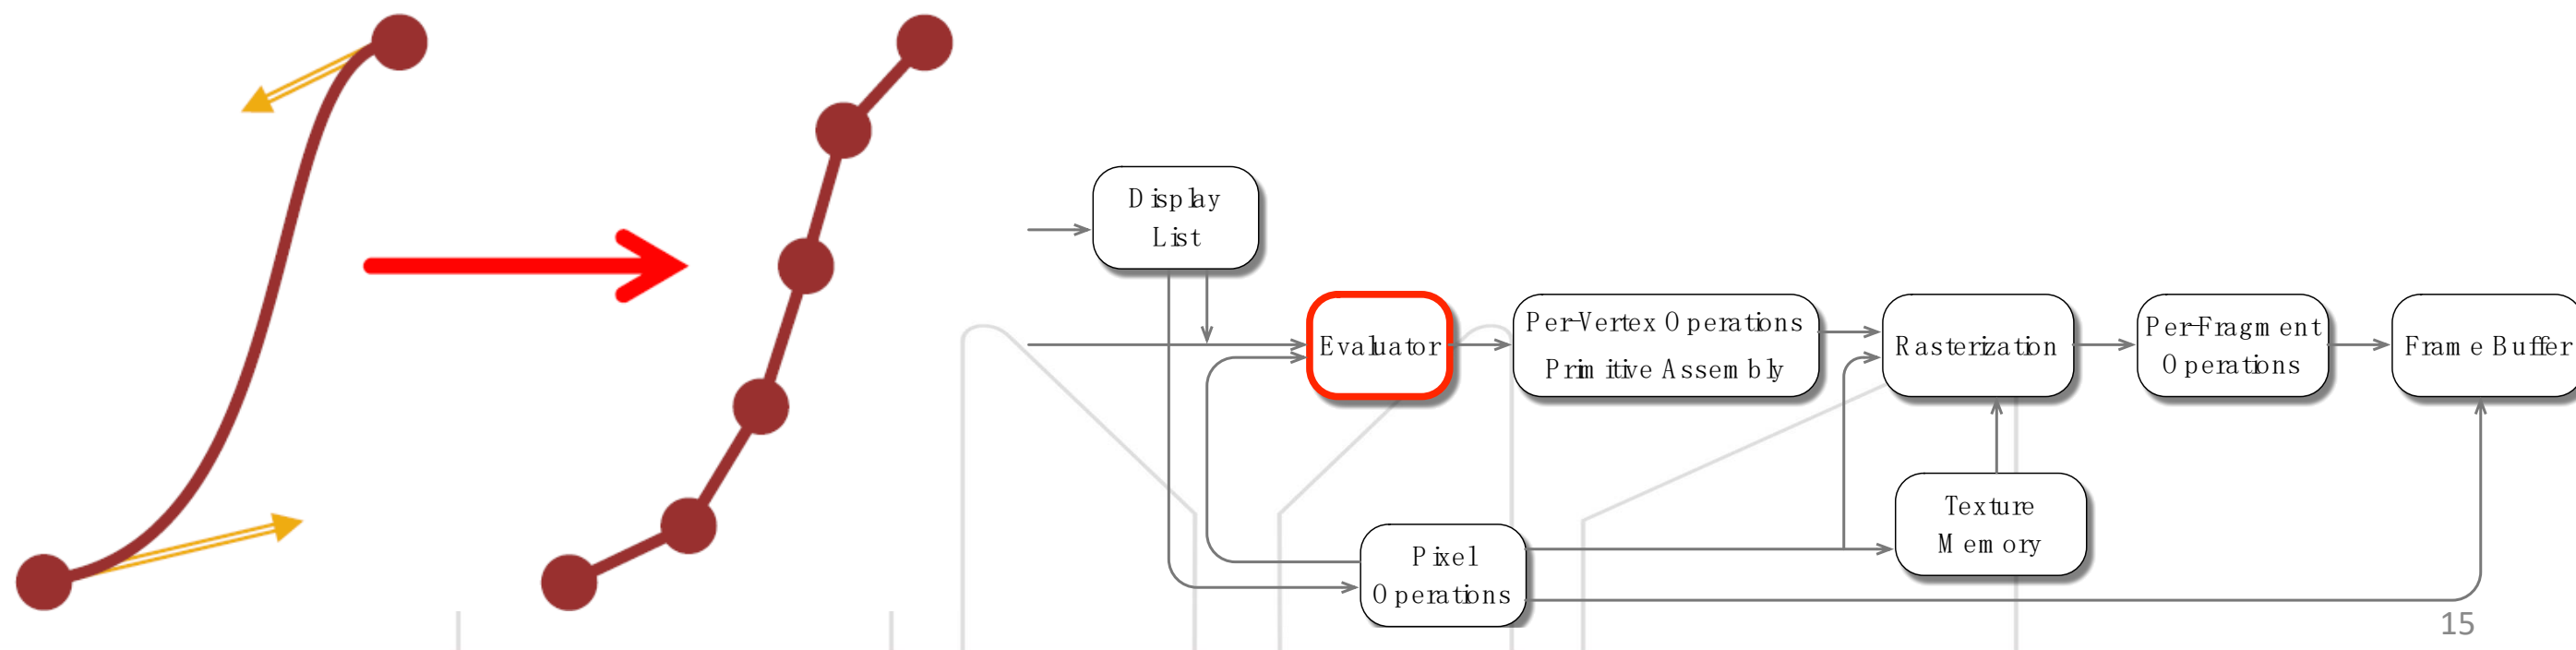 Display
List
Evaluator
Per-Vertex Operations
Primitive Assembly
Rasterization
Per-Fragment
Operations
Frame Buffer
Texture
Memory
Pixel
Operations
15